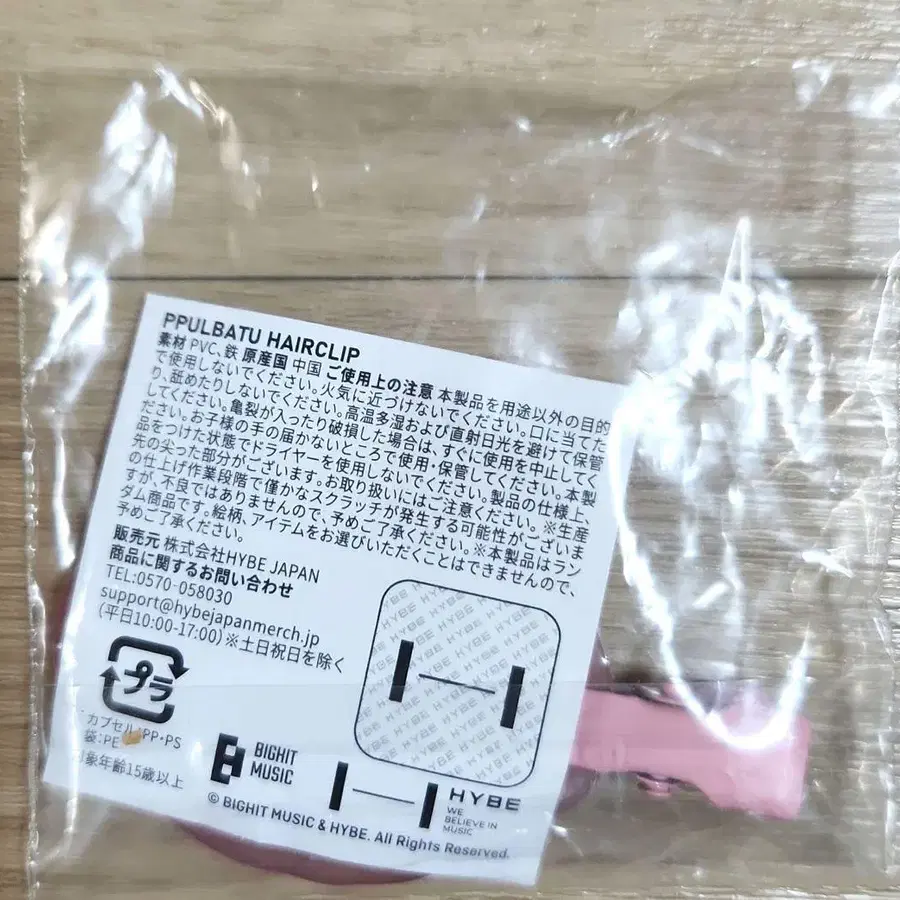 PPULBATU HAIRCLIP
素材 PVC、鉄 原産国 中国 ご使用上の注意 本製品を用途以外の目的
で使用しないでください。火気に近づけないでください。口に当てた
り、舐めたりしないでください。高温多湿および直射日光を避けて保管
してください。亀裂が入ったり破損した場合は、すぐに使用を中止してく
ださい。お子様の手の届かないところで使用・保管してください。本製
品をつけた状態でドライヤーを使用しないでください。製品の仕様上、
先の尖った部分がございます。お取り扱いにはご注意ください。※生産
の仕上げ作業段階で僅かなスクラッチが発生する可能性がございま
すが、不良ではありませんので、予めご了承ください。※本製品はラン
ダム商品です。絵柄、アイテムをお選びいただくことはできませんので、
予めご了承ください。
販売元 株式会社HYBE JAPAN
商品に関するお問い合わせ
TEL:0570-058030
support@hybejapanmerch.jp
(平日10:00-17:00)※土日祝日を除く
プラ
カプセル:PP・PS
袋:PE
対象年齢15歳以上
BIGHIT
MUSIC
HYBE
WE
BELIEVE IN
MUSIC
© BIGHIT MUSIC & HYBE. All Rights Reserved.